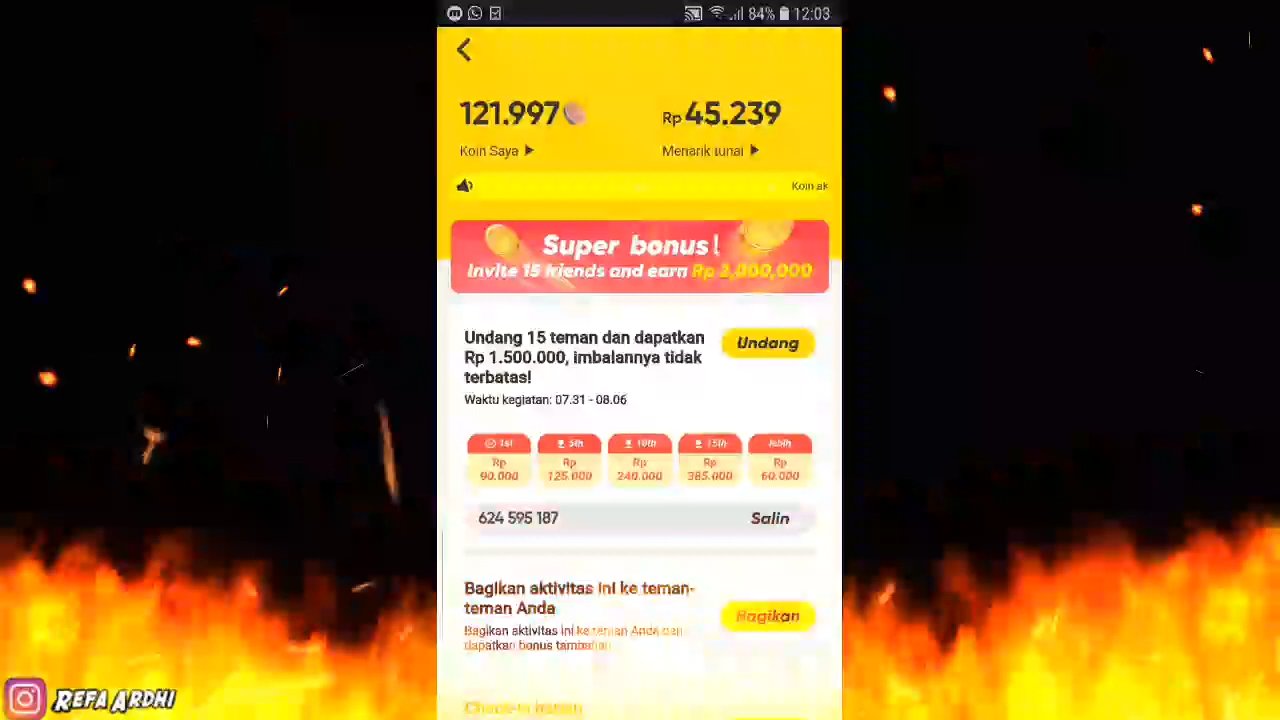 84% 12:03
121.997
Rp 45.239
Koin Saya
Menarik tunai
Koin ak
Super bonus!
Invite 15 friends and earn Rp 2,000,000
Undang 15 teman dan dapatkan
Rp 1.500.000, imbalannya tidak
terbatas!
Undang
Waktu kegiatan: 07.31 - 08.06
1st 5th 10th 15th lebih
Rp Rp Rp Rp Rp
90.000 125.000 240.000 385.000 60.000
624 595 187
Salin
Bagikan aktivitas ini ke teman-
teman Anda
Bagikan
Bagikan aktivitas ini ke teman Anda dan
dapatkan bonus tambahan
Refa Ardhi